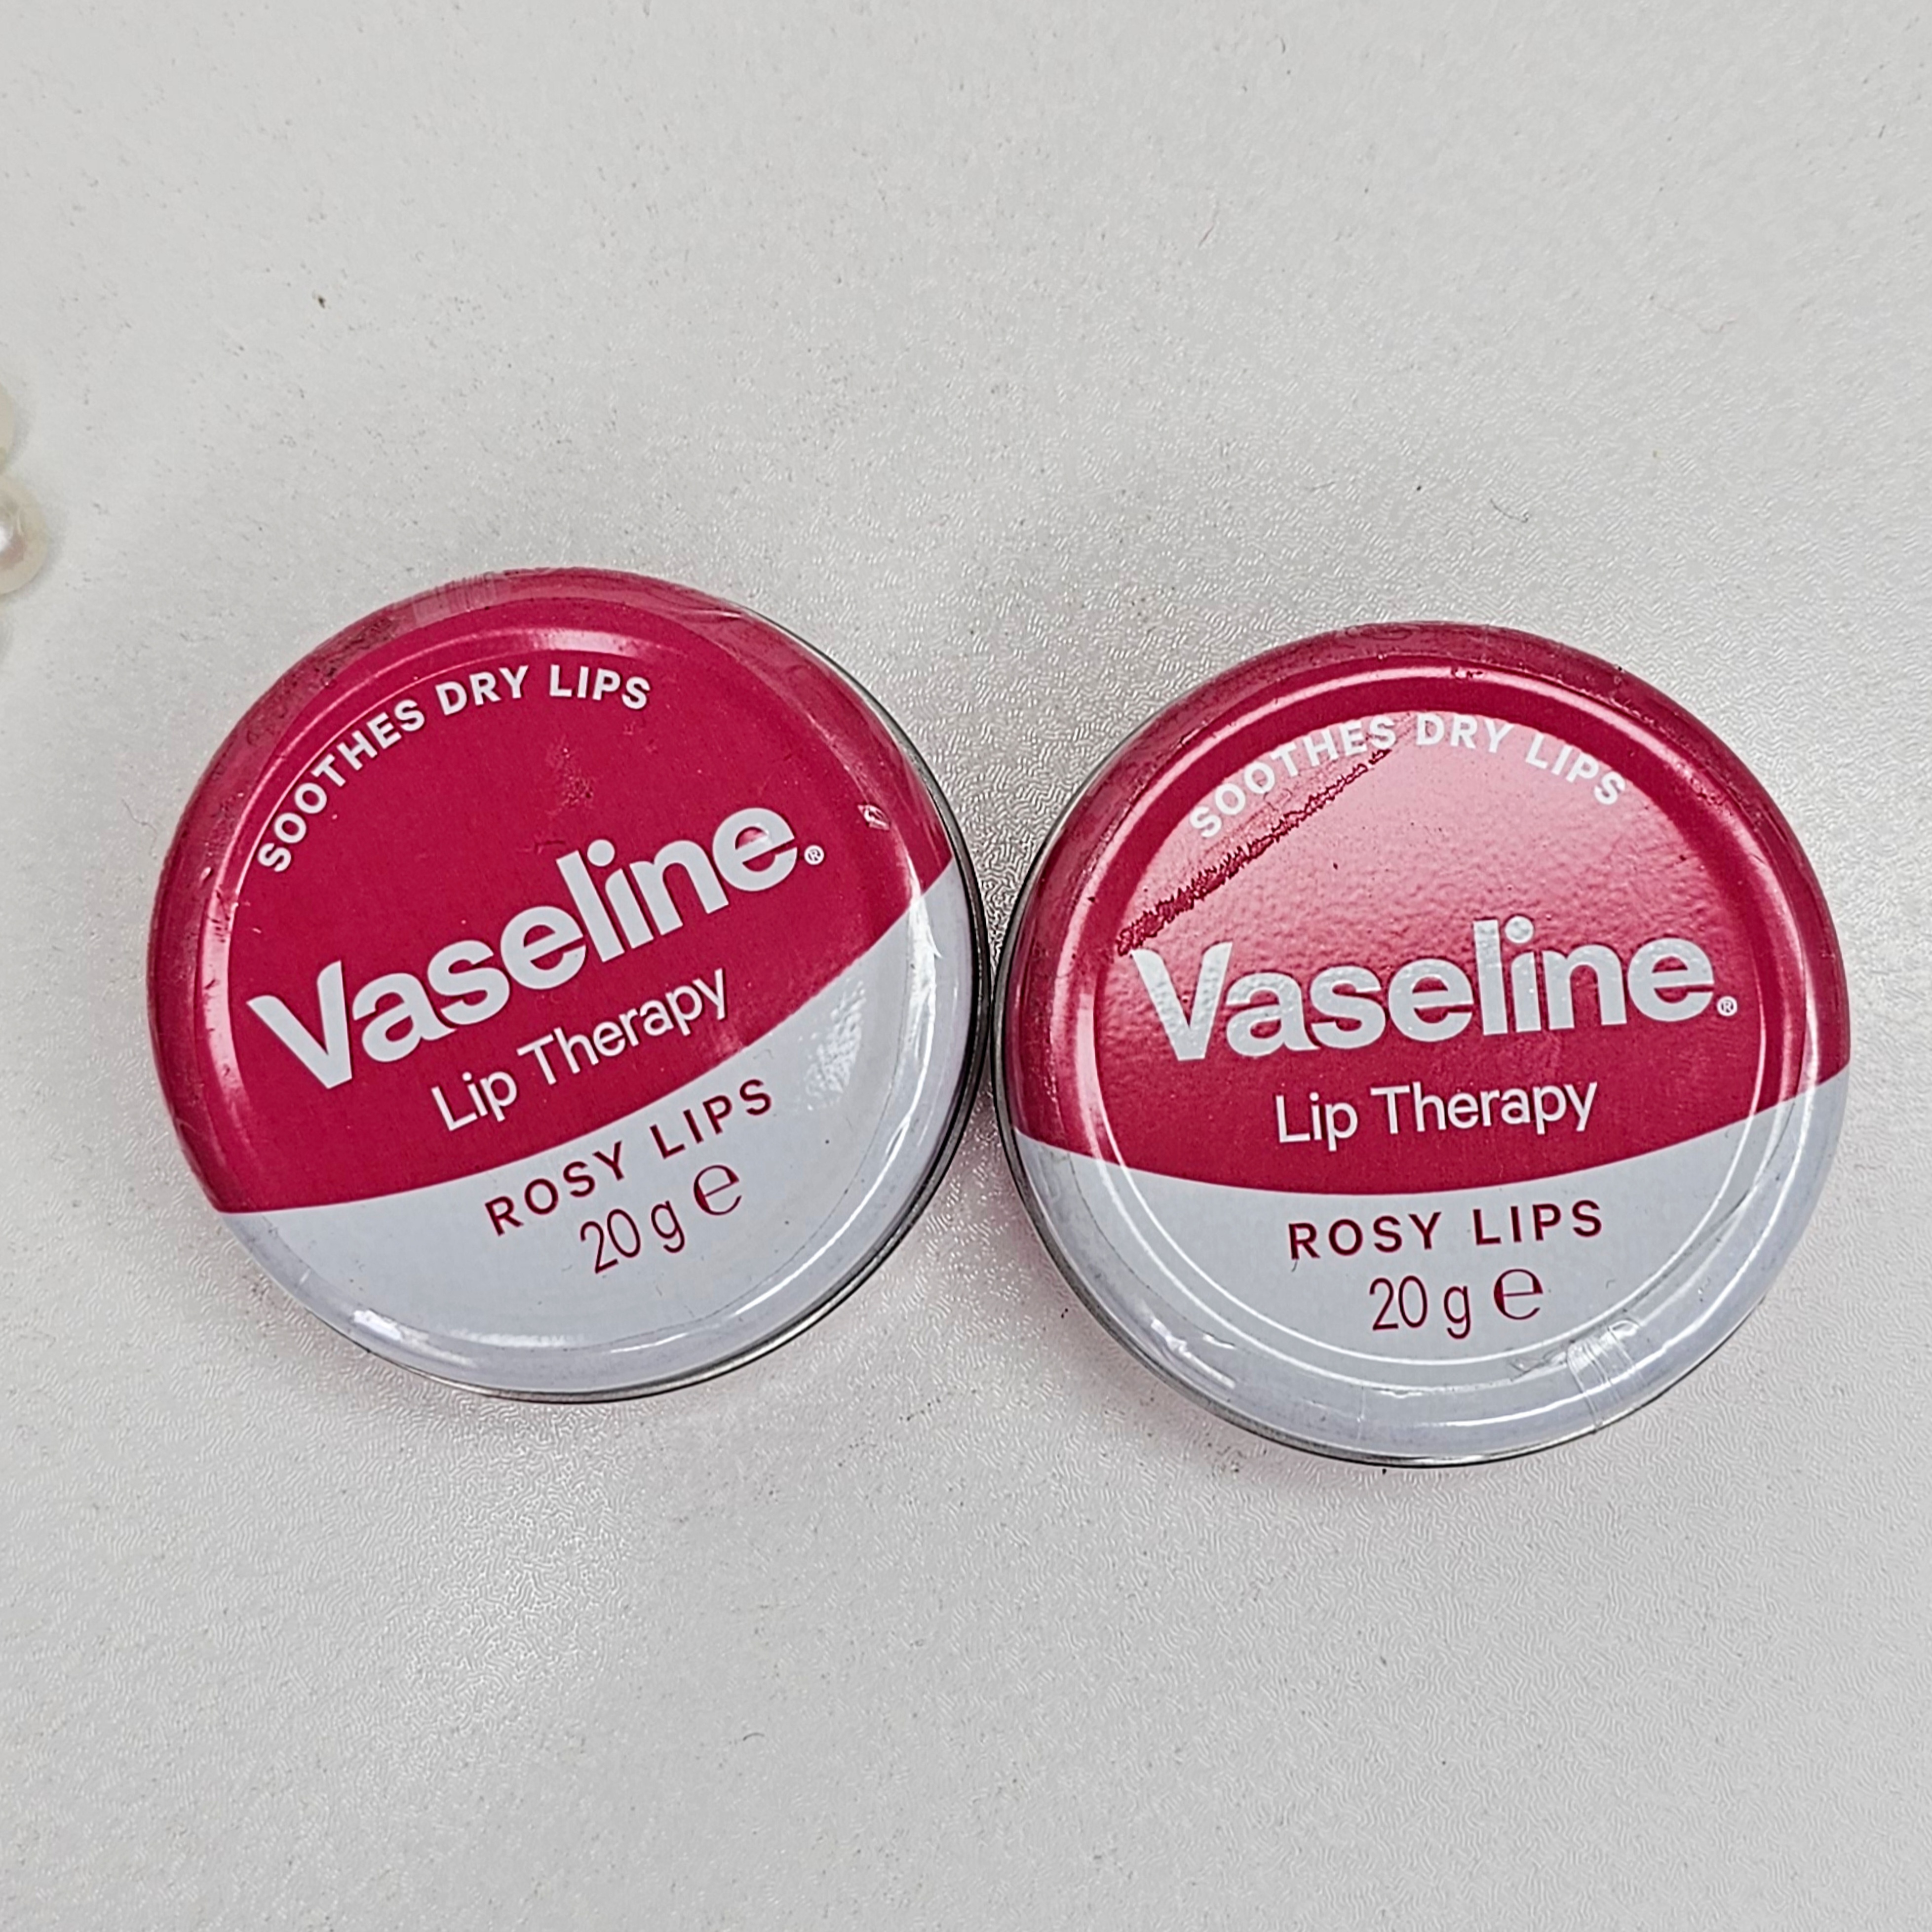 SOOTHES DRY LIPS
Vaseline®
Lip Therapy
ROSY LIPS
20 g ℮
SOOTHES DRY LIPS
Vaseline®
Lip Therapy
ROSY LIPS
20 g ℮